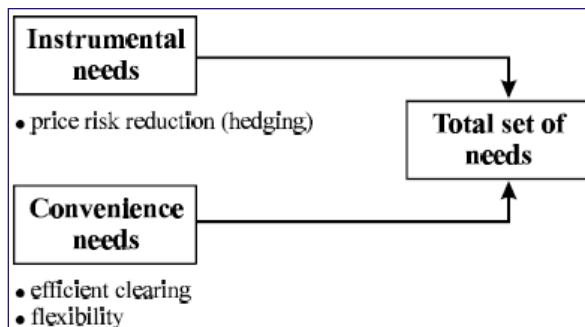 Instrumental
needs
• price risk reduction (hedging)
Total set of
needs
Convenience
needs
• efficient clearing
• flexibility